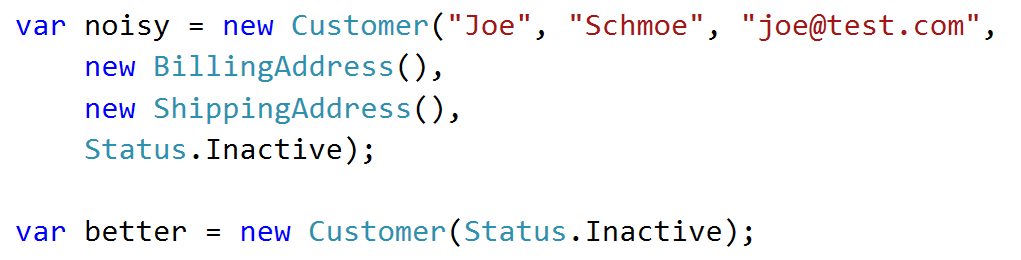 var noisy = new Customer("Joe", "Schmoe", "joe@test.com",
    new BillingAddress(),
    new ShippingAddress(),
    Status.Inactive);
var better = new Customer(Status.Inactive);